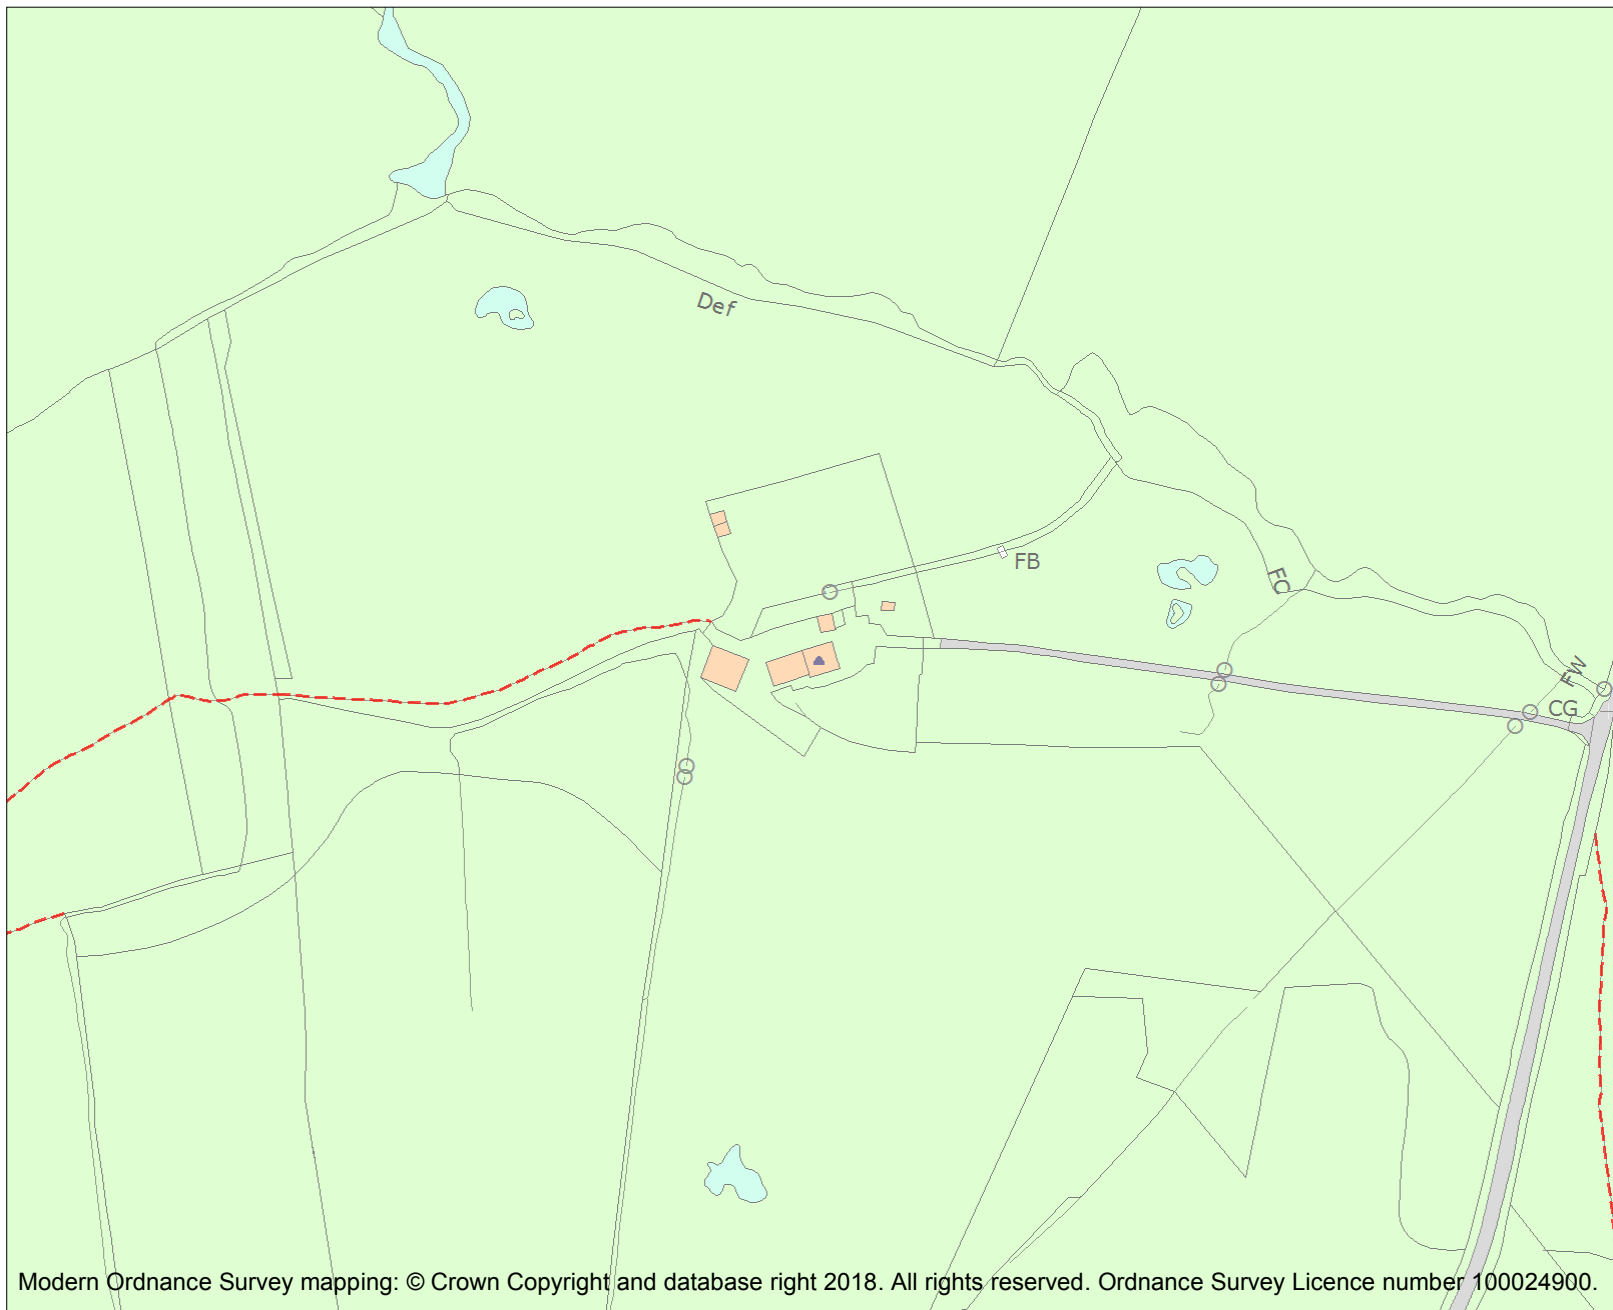 Def
FB
FC
FW
CG
Modern Ordnance Survey mapping: © Crown Copyright and database right 2018. All rights reserved. Ordnance Survey Licence number 100024900.